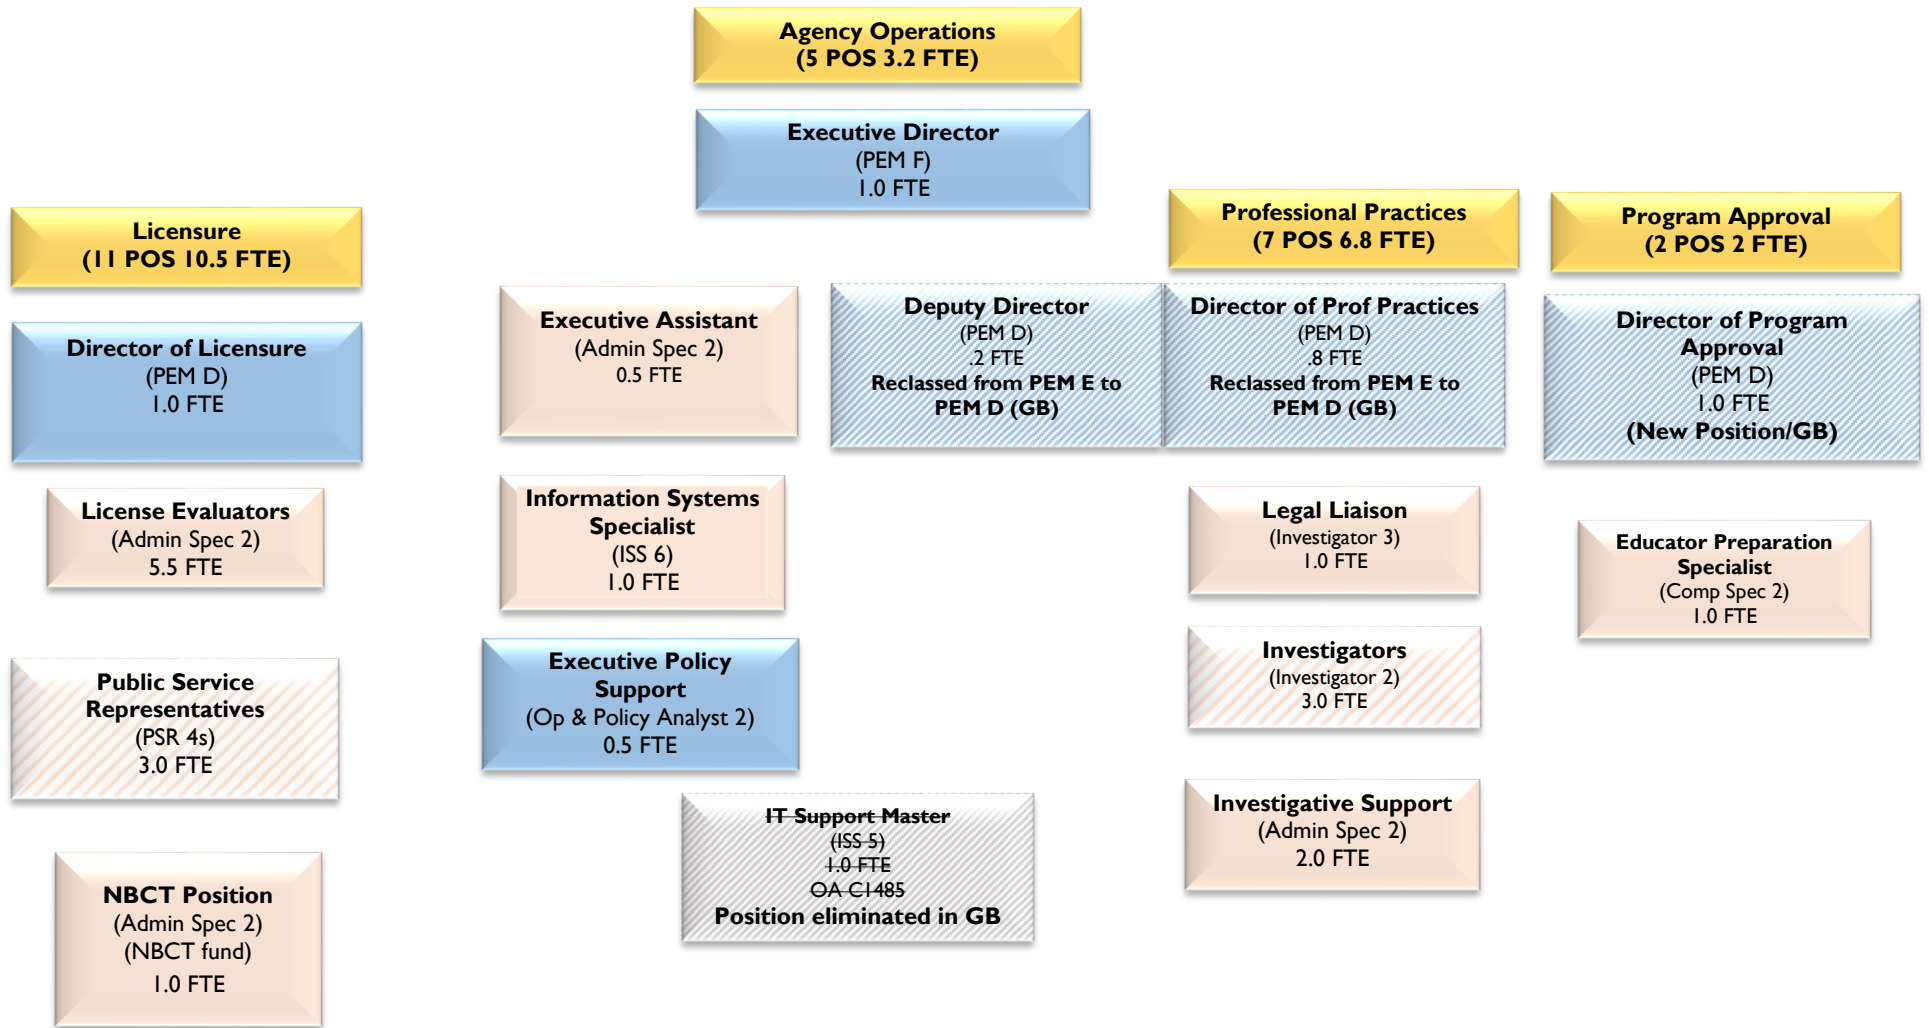 Agency Operations
(5 POS 3.2 FTE)
Executive Director
(PEM F)
1.0 FTE
Licensure
(11 POS 10.5 FTE)
Director of Licensure
(PEM D)
1.0 FTE
License Evaluators
(Admin Spec 2)
5.5 FTE
Public Service
Representatives
(PSR 4s)
3.0 FTE
NBCT Position
(Admin Spec 2)
(NBCT fund)
1.0 FTE
Executive Assistant
(Admin Spec 2)
0.5 FTE
Information Systems
Specialist
(ISS 6)
1.0 FTE
Executive Policy
Support
(Op & Policy Analyst 2)
0.5 FTE
IT Support Master
(ISS 5)
1.0 FTE
OA C1485
Position eliminated in GB
Deputy Director
(PEM D)
.2 FTE
Reclassed from PEM E to
PEM D (GB)
Professional Practices
(7 POS 6.8 FTE)
Director of Prof Practices
(PEM D)
.8 FTE
Reclassed from PEM E to
PEM D (GB)
Legal Liaison
(Investigator 3)
1.0 FTE
Investigators
(Investigator 2)
3.0 FTE
Investigative Support
(Admin Spec 2)
2.0 FTE
Program Approval
(2 POS 2 FTE)
Director of Program
Approval
(PEM D)
1.0 FTE
(New Position/GB)
Educator Preparation
Specialist
(Comp Spec 2)
1.0 FTE